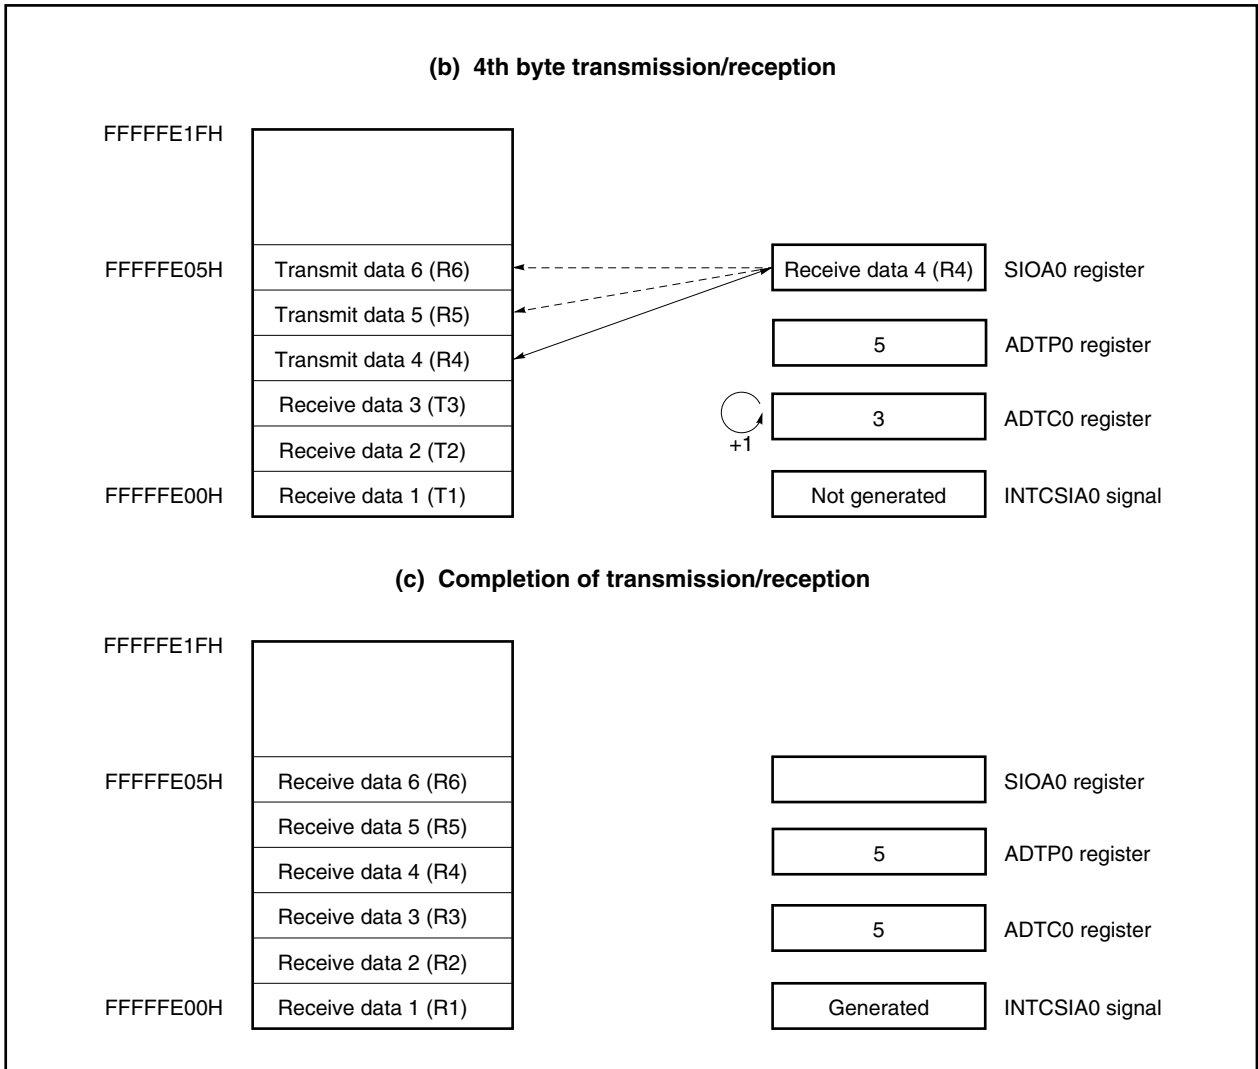 (b) 4th byte transmission/reception
FFFFFE1FH
FFFFFE05H
Transmit data 6 (R6)
Receive data 4 (R4)
SIOA0 register
Transmit data 5 (R5)
5
ADTP0 register
Transmit data 4 (R4)
Receive data 3 (T3)
3
ADTC0 register
+1
Receive data 2 (T2)
FFFFFE00H
Receive data 1 (T1)
Not generated
INTCSIA0 signal
(c) Completion of transmission/reception
FFFFFE1FH
FFFFFE05H
Receive data 6 (R6)
SIOA0 register
Receive data 5 (R5)
5
ADTP0 register
Receive data 4 (R4)
Receive data 3 (R3)
5
ADTC0 register
Receive data 2 (R2)
FFFFFE00H
Receive data 1 (R1)
Generated
INTCSIA0 signal